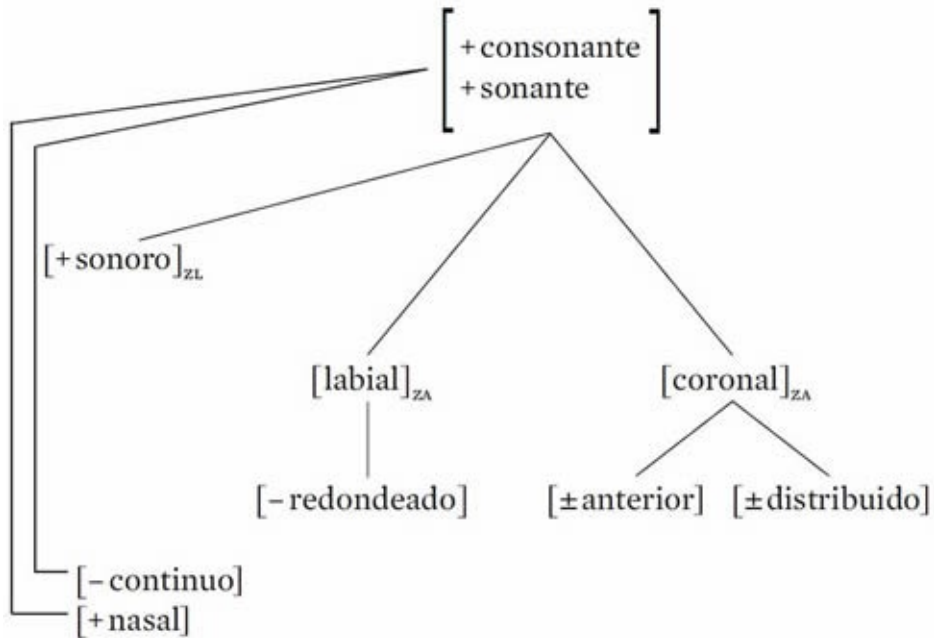 + consonante
+ sonante
[+ sonoro]ZL
[labial]ZA [coronal]ZA
[– redondeado] [± anterior] [± distribuido]
[– continuo]
[+ nasal]